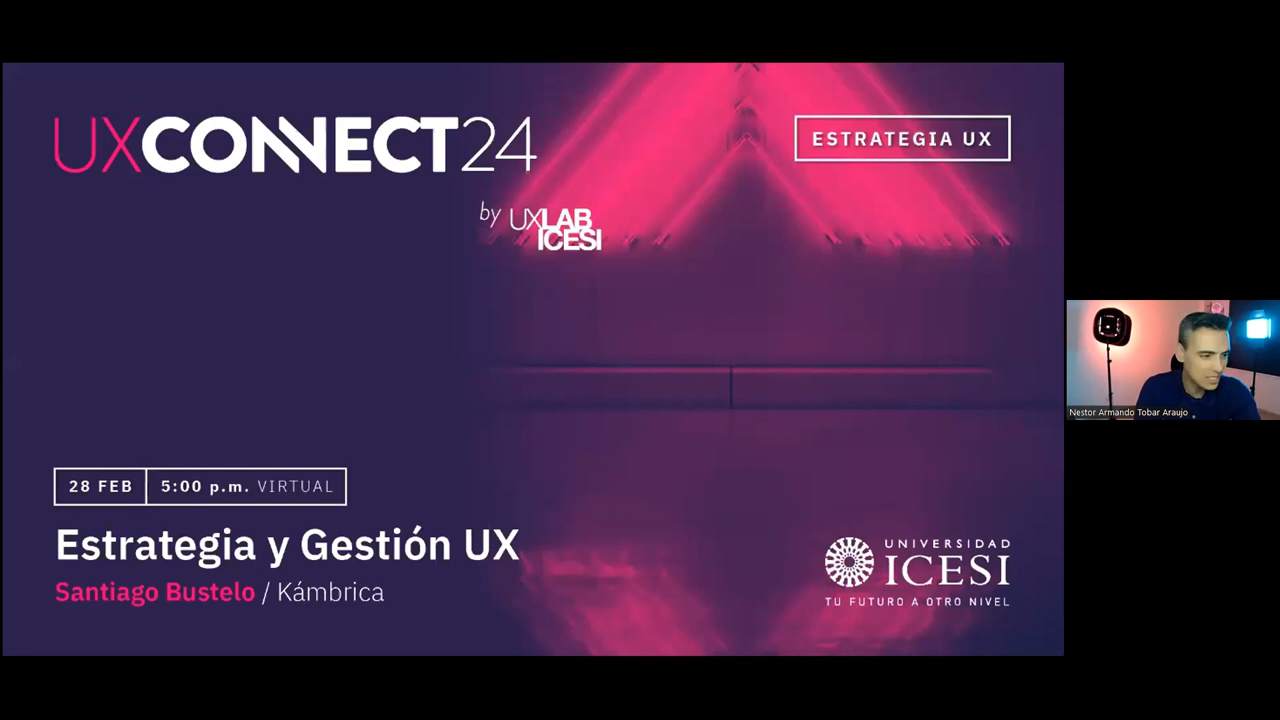 UXCONNECT24
ESTRATEGIA UX
by UXLAB
ICESI
28 FEB
5:00 p.m. VIRTUAL
Estrategia y Gestión UX
Santiago Bustelo / Kámbrica
UNIVERSIDAD
ICESI
TU FUTURO A OTRO NIVEL
Nestor Armando Tobar Araujo